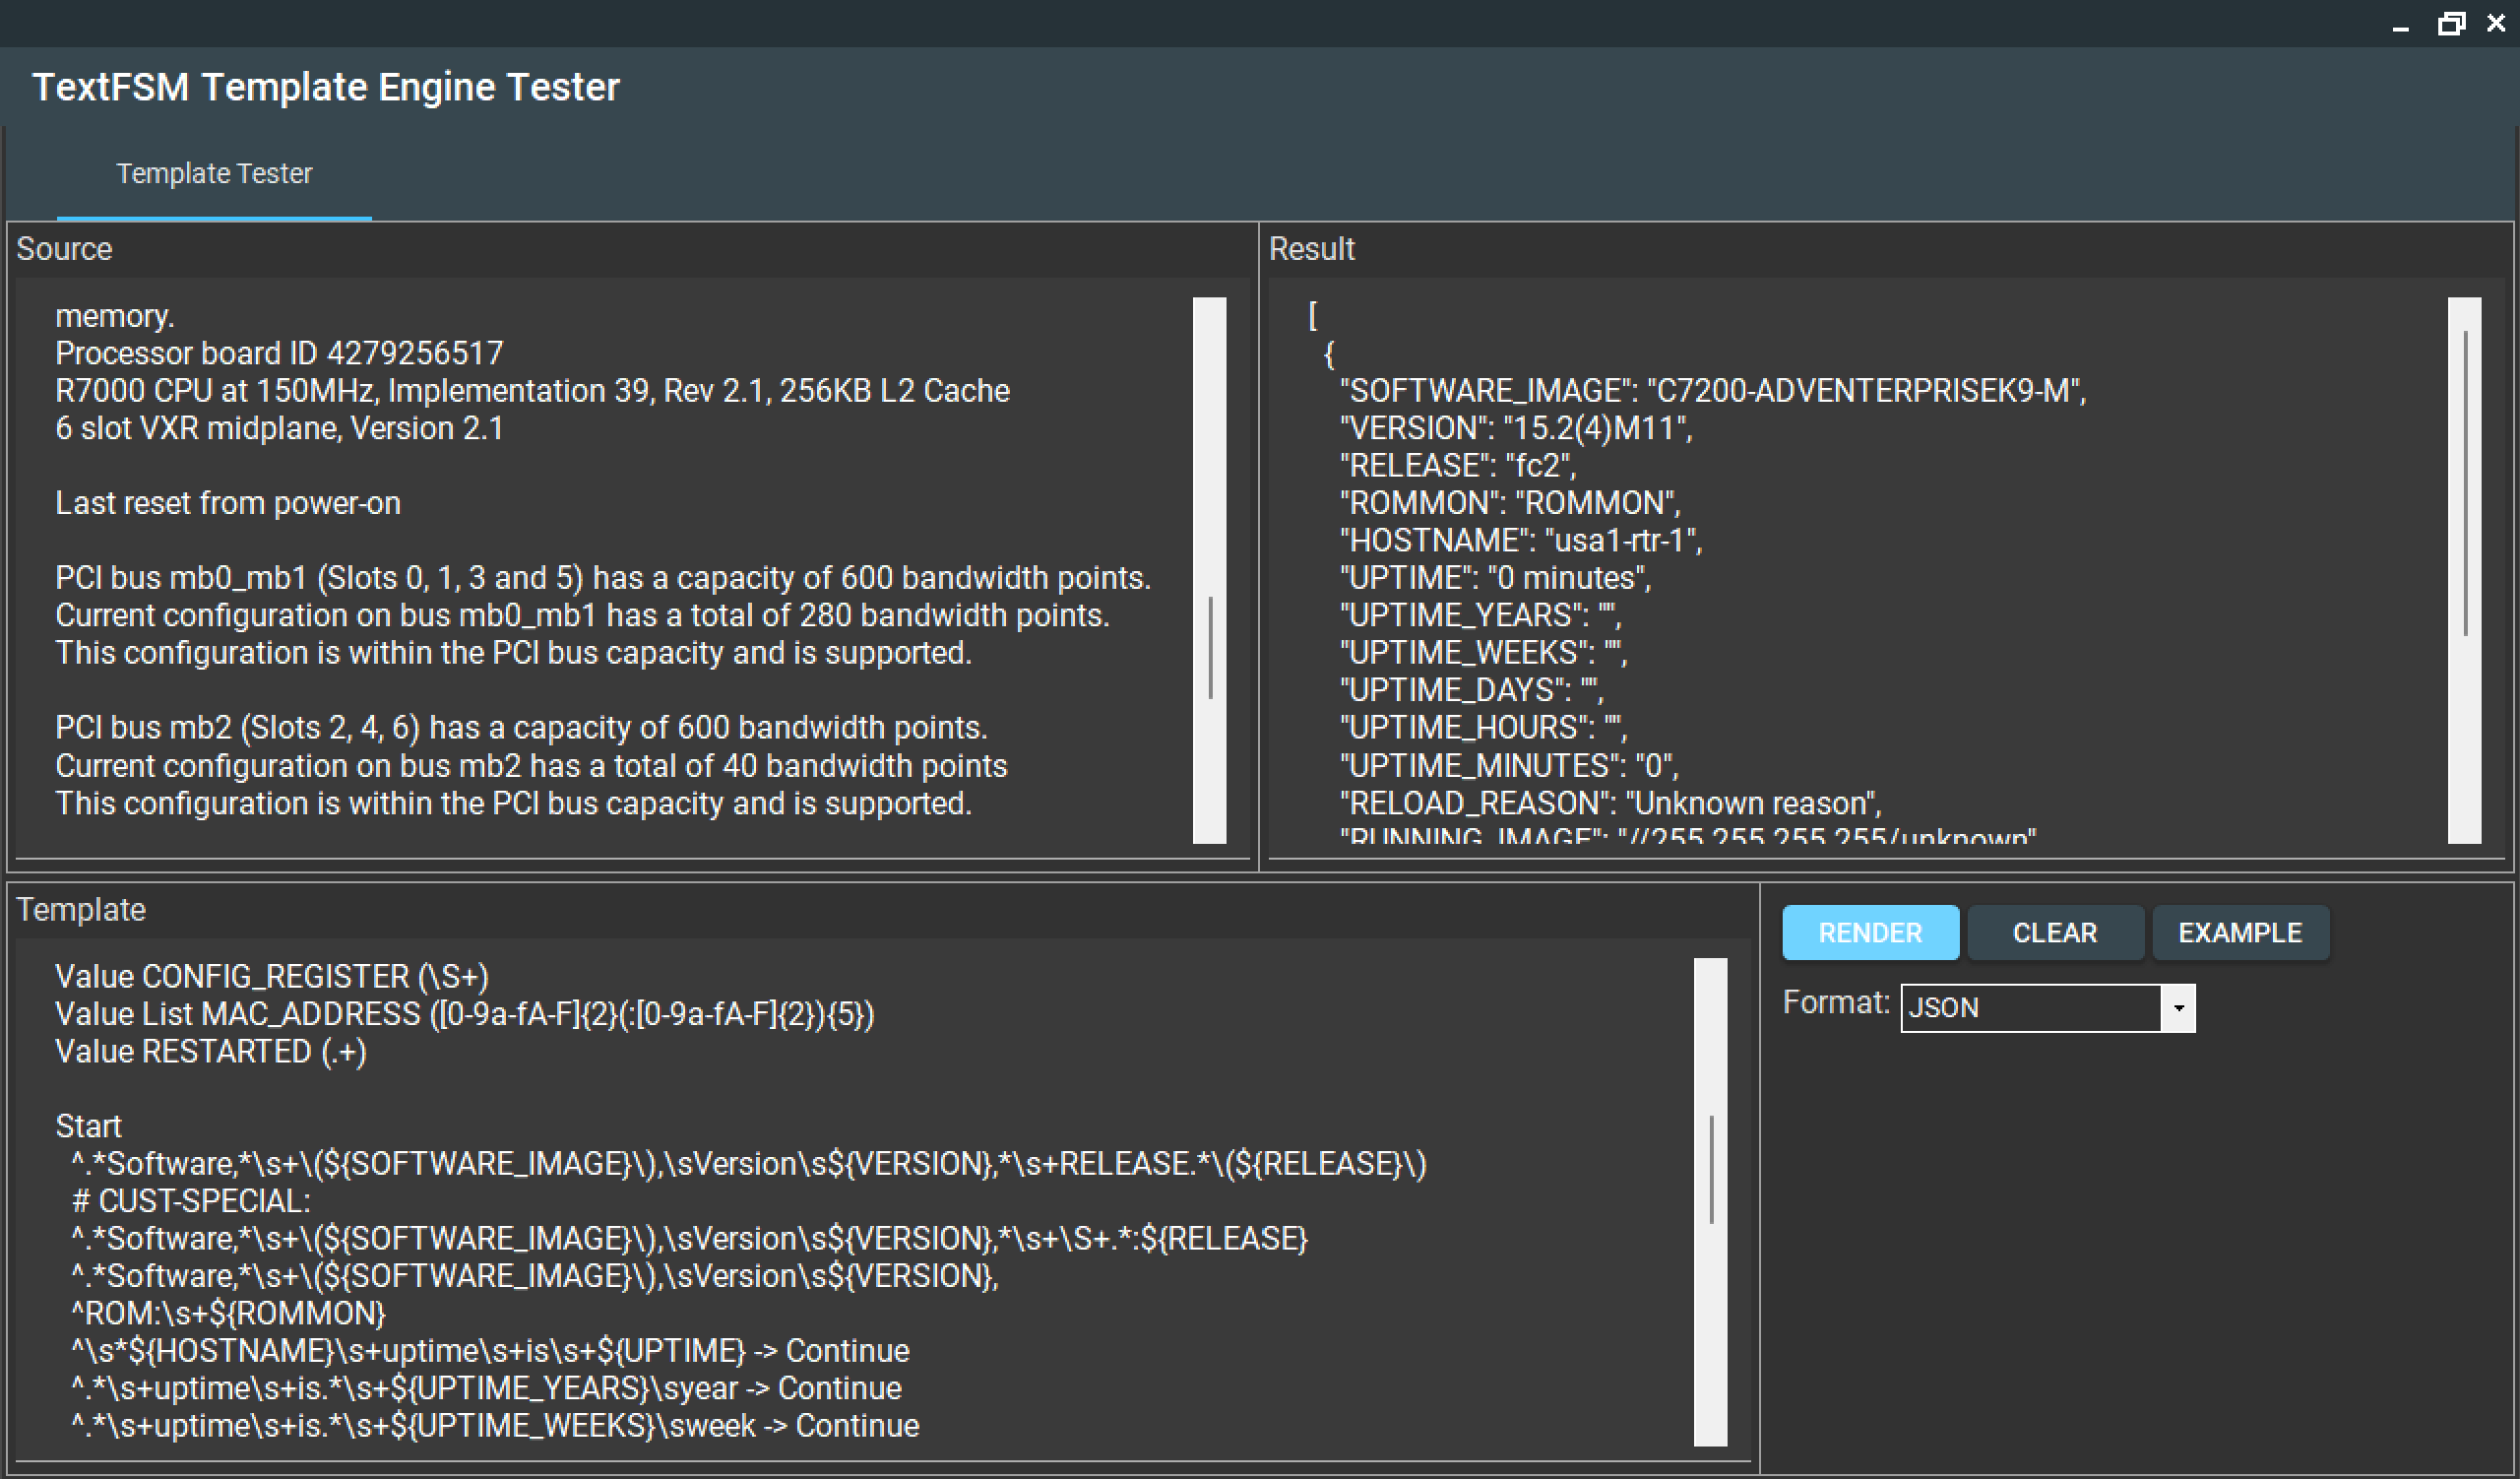 TextFSM Template Engine Tester
Template Tester
Source
memory.
Processor board ID 4279256517
R7000 CPU at 150MHz, Implementation 39, Rev 2.1, 256KB L2 Cache
6 slot VXR midplane, Version 2.1
Last reset from power-on
PCI bus mb0_mb1 (Slots 0, 1, 3 and 5) has a capacity of 600 bandwidth points.
Current configuration on bus mb0_mb1 has a total of 280 bandwidth points.
This configuration is within the PCI bus capacity and is supported.
PCI bus mb2 (Slots 2, 4, 6) has a capacity of 600 bandwidth points.
Current configuration on bus mb2 has a total of 40 bandwidth points
This configuration is within the PCI bus capacity and is supported.
Result
[
{
"SOFTWARE_IMAGE": "C7200-ADVENTERPRISEK9-M",
"VERSION": "15.2(4)M11",
"RELEASE": "fc2",
"ROMMON": "ROMMON",
"HOSTNAME": "usa1-rtr-1",
"UPTIME": "0 minutes",
"UPTIME_YEARS": "",
"UPTIME_WEEKS": "",
"UPTIME_DAYS": "",
"UPTIME_HOURS": "",
"UPTIME_MINUTES": "0",
"RELOAD_REASON": "Unknown reason",
"RUNNING_IMAGE": "//255.255.255.255/unknown"
Template
Value CONFIG_REGISTER (\S+)
Value List MAC_ADDRESS ([0-9a-fA-F]{2}(:[0-9a-fA-F]{2}){5})
Value RESTARTED (.+)
Start
^.*Software,*\s+\(${SOFTWARE_IMAGE}\),\sVersion\s${VERSION},*\s+RELEASE.*\(${RELEASE}\)
# CUST-SPECIAL:
^.*Software,*\s+\(${SOFTWARE_IMAGE}\),\sVersion\s${VERSION},*\s+\S+.*:${RELEASE}
^.*Software,*\s+\(${SOFTWARE_IMAGE}\),\sVersion\s${VERSION},
^ROM:\s+${ROMMON}
^\s*${HOSTNAME}\s+uptime\s+is\s+${UPTIME} -> Continue
^.*\s+uptime\s+is.*\s+${UPTIME_YEARS}\syear -> Continue
^.*\s+uptime\s+is.*\s+${UPTIME_WEEKS}\sweek -> Continue
RENDER CLEAR EXAMPLE
Format: JSON